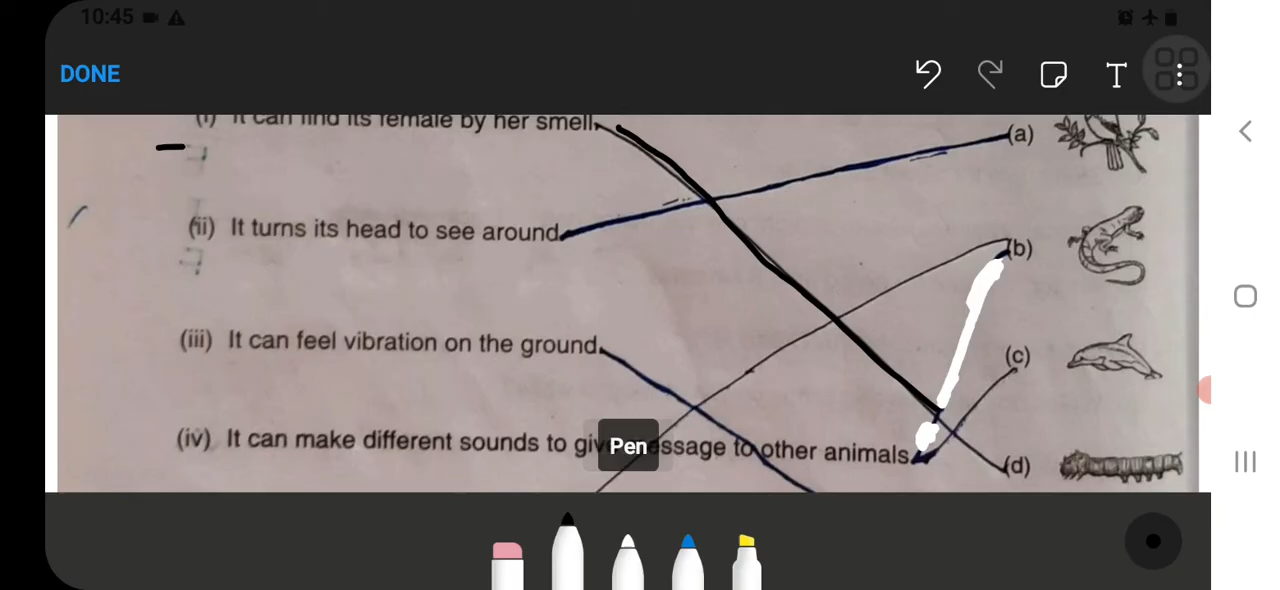 10:45
DONE
T
(i) It can find its female by her smell.
(a)
(ii) It turns its head to see around.
(b)
(iii) It can feel vibration on the ground.
(c)
(iv) It can make different sounds to give message to other animals.
Pen
(d)